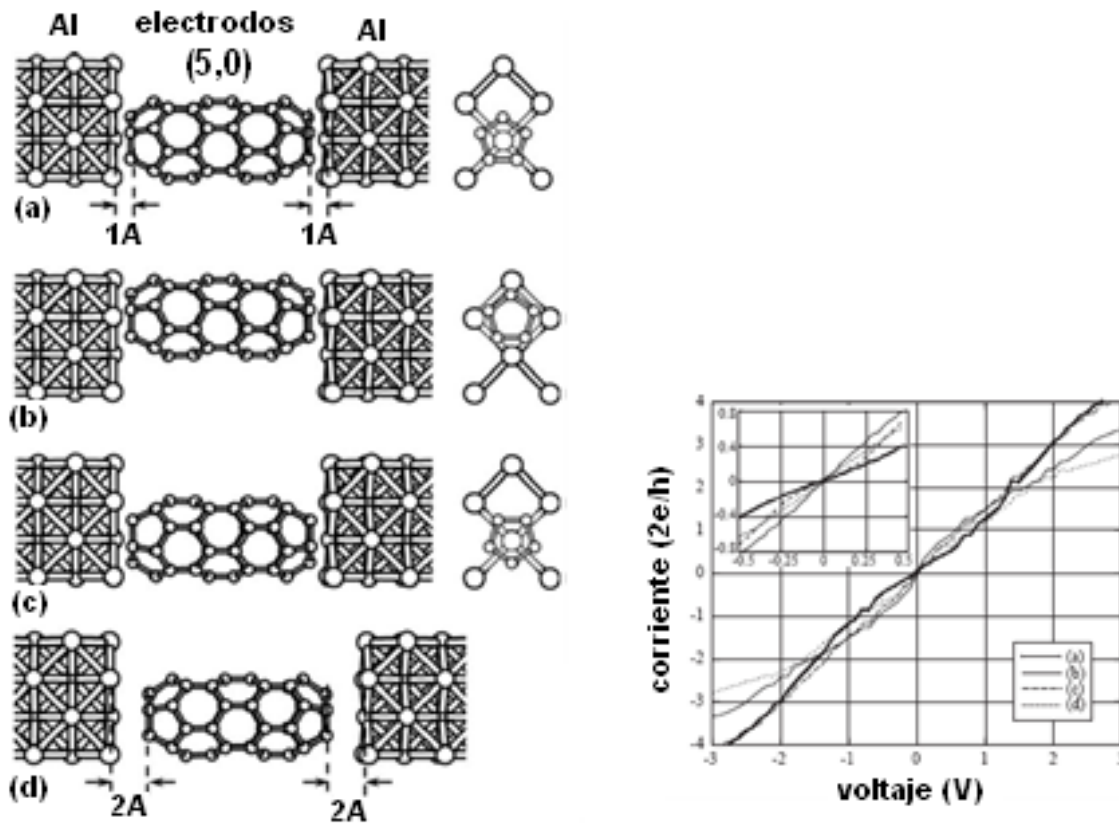 Al electrodos Al
(5,0)
(a)
1A 1A
(b)
(c)
(d)
2A 2A
corriente (2e/h)
4
3
2
1
0
-1
-2
-3
-4
0.8
0.4
0
-0.4
-0.8
-0.5 -0.25 0 0.25 0.5
(a)
(b)
(c)
(d)
-3 -2 -1 0 1 2 3
voltaje (V)